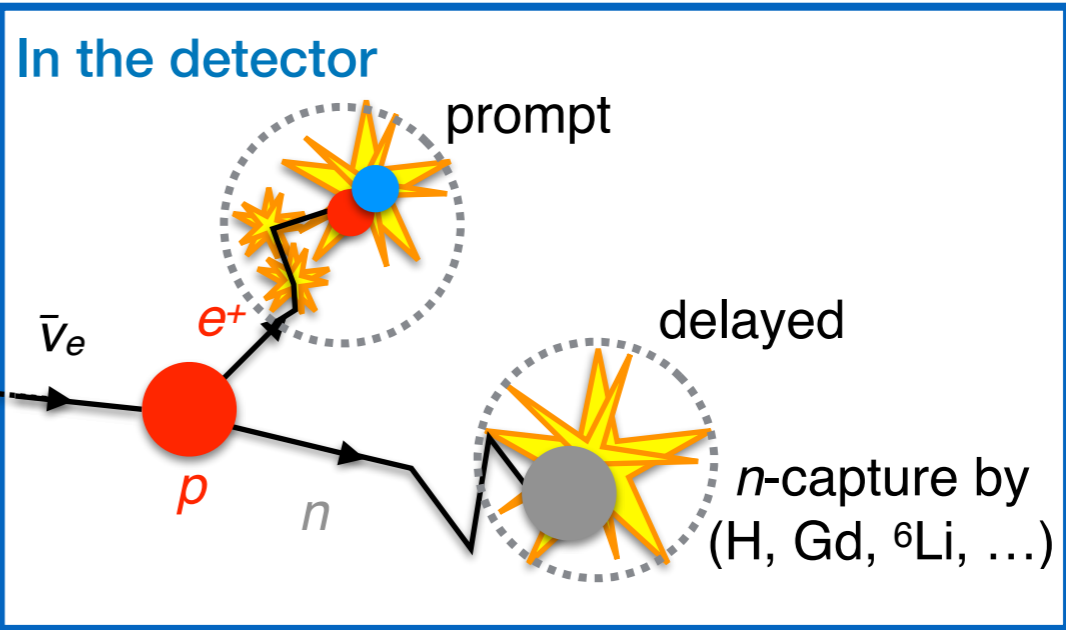 In the detector
prompt
e⁺
ν̄ₑ
delayed
p
n
n-capture by
(H, Gd, ⁶Li, …)